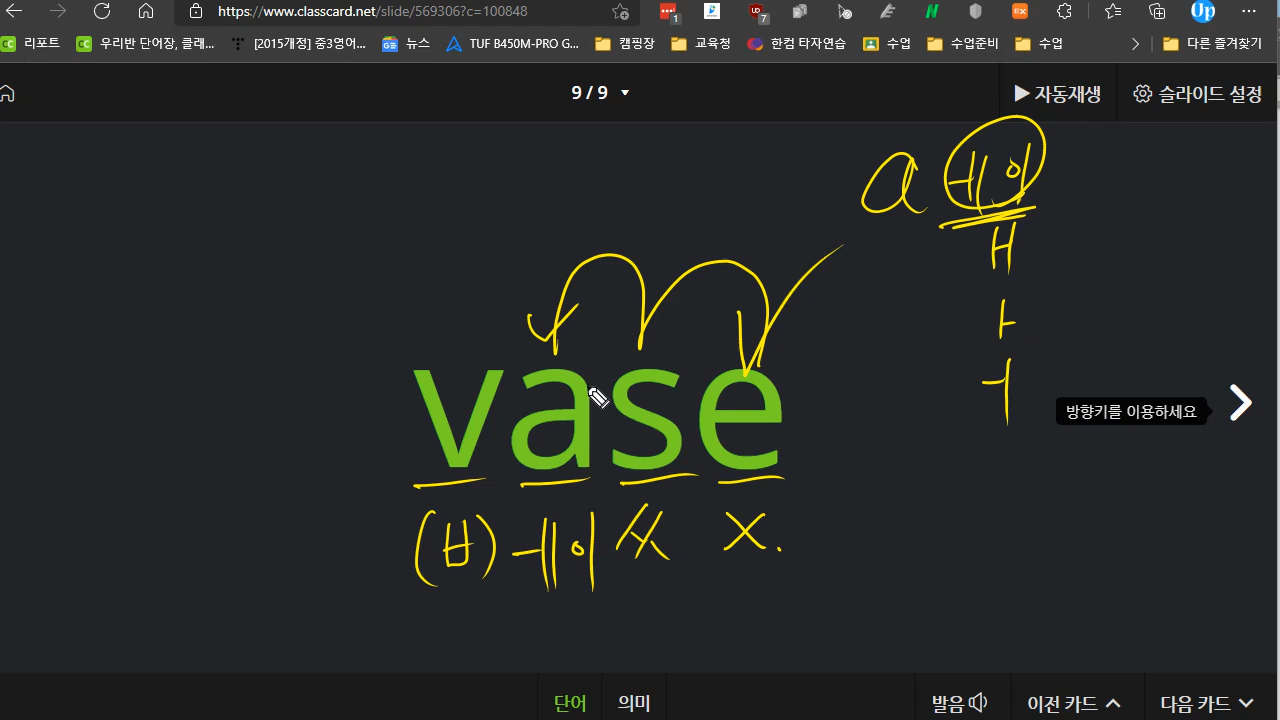 https://www.classcard.net/slide/569306?c=100848
1
7
Up
리포트
우리반 단어장, 클래...
[2015개정] 중3영어...
뉴스
TUF B450M-PRO G...
캠핑장
교육청
한컴 타자연습
수업
수업준비
수업
다른 즐겨찾기
9 / 9
자동재생
슬라이드 설정
a ㅔ이
ㅐ
ㅏ
ㅓ
vase
방향키를 이용하세요
(ㅂ) ㅔ이 ㅈ X.
단어
의미
발음
이전 카드
다음 카드